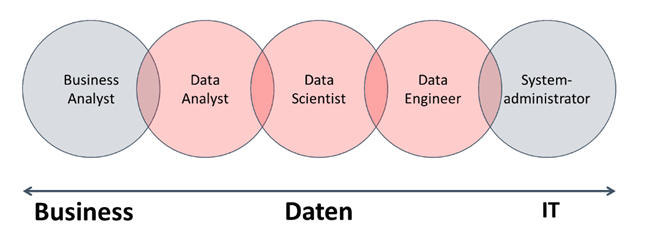 Business
Analyst
Data
Analyst
Data
Scientist
Data
Engineer
System-
administrator
Business
Daten
IT